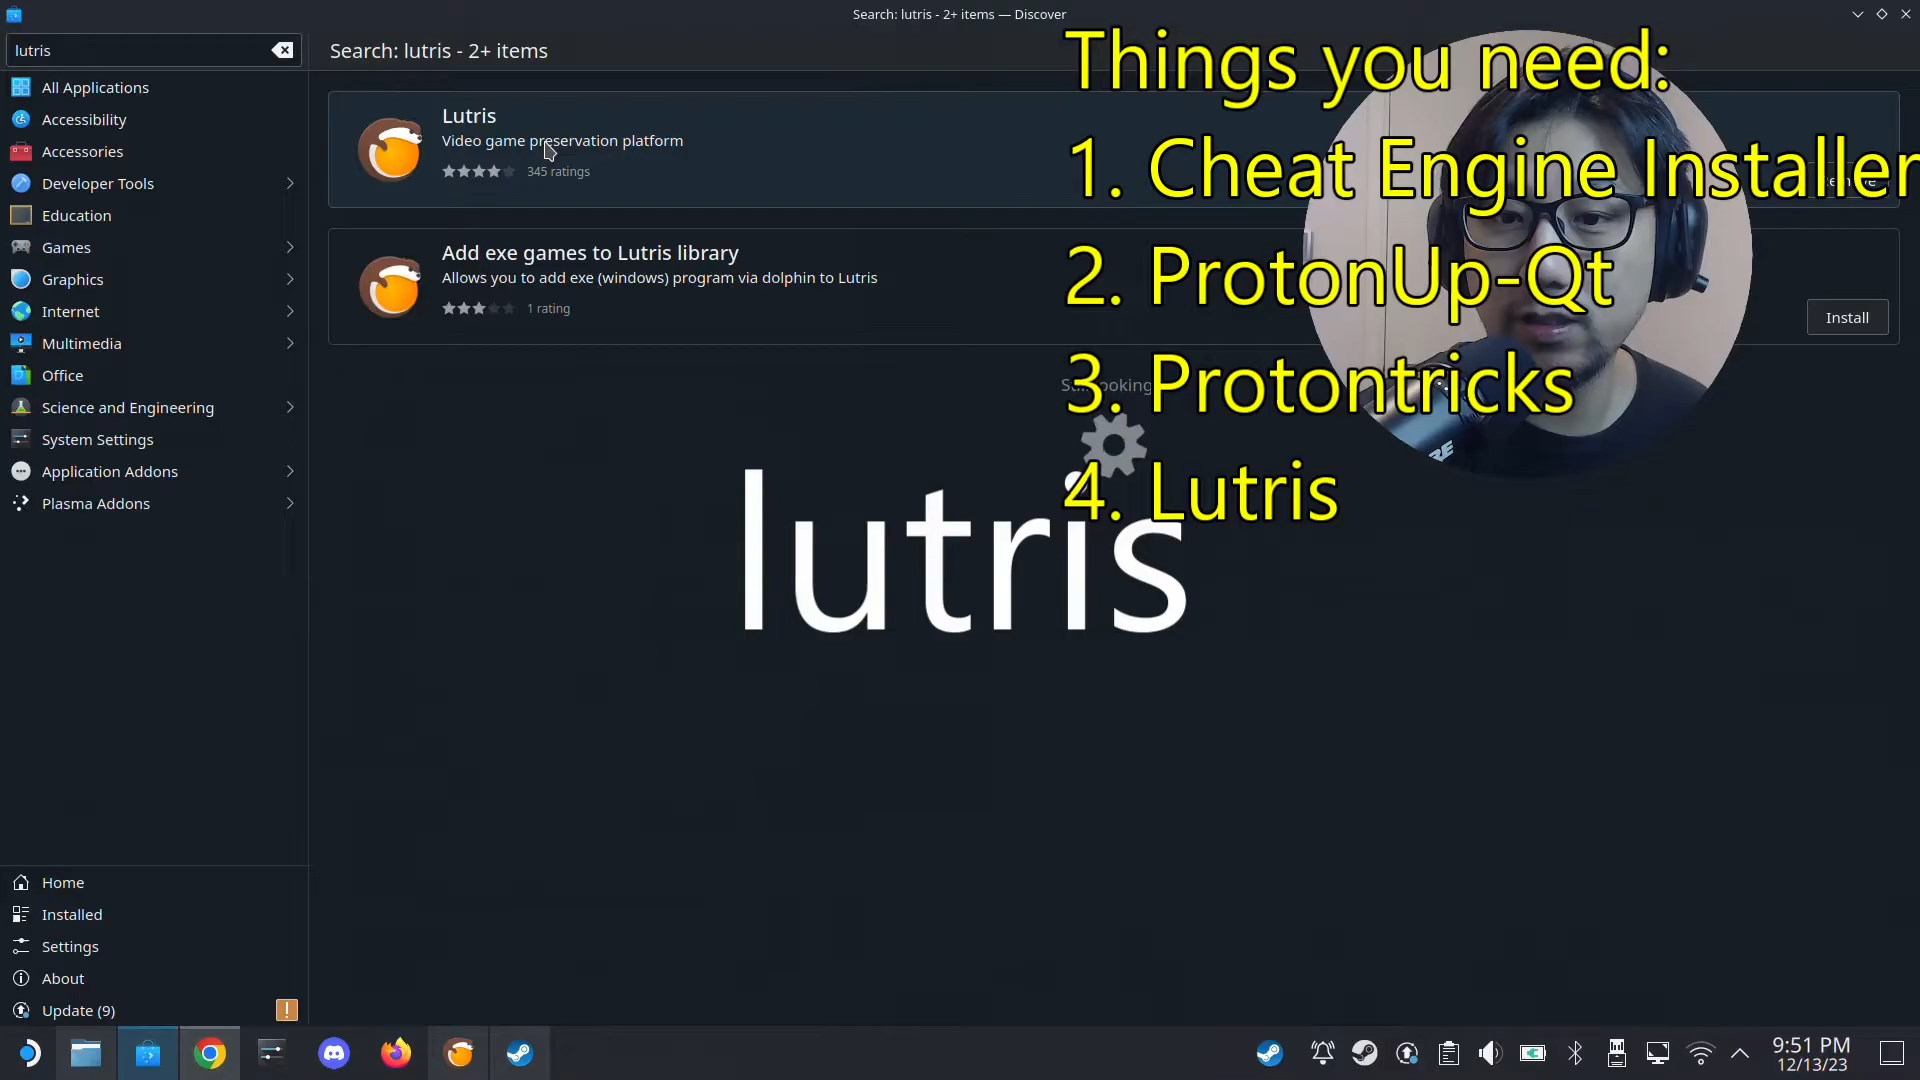 Search: lutris - 2+ items — Discover
lutris
Search: lutris - 2+ items
All Applications
Accessibility
Accessories
Developer Tools
Education
Games
Graphics
Internet
Multimedia
Office
Science and Engineering
System Settings
Application Addons
Plasma Addons
Home
Installed
Settings
About
Update (9)
Lutris
Video game preservation platform
345 ratings
Add exe games to Lutris library
Allows you to add exe (windows) program via dolphin to Lutris
1 rating
Install
Things you need:
1. Cheat Engine Installer
2. ProtonUp-Qt
3. Protontricks
4. Lutris
lutris
9:51 PM
12/13/23